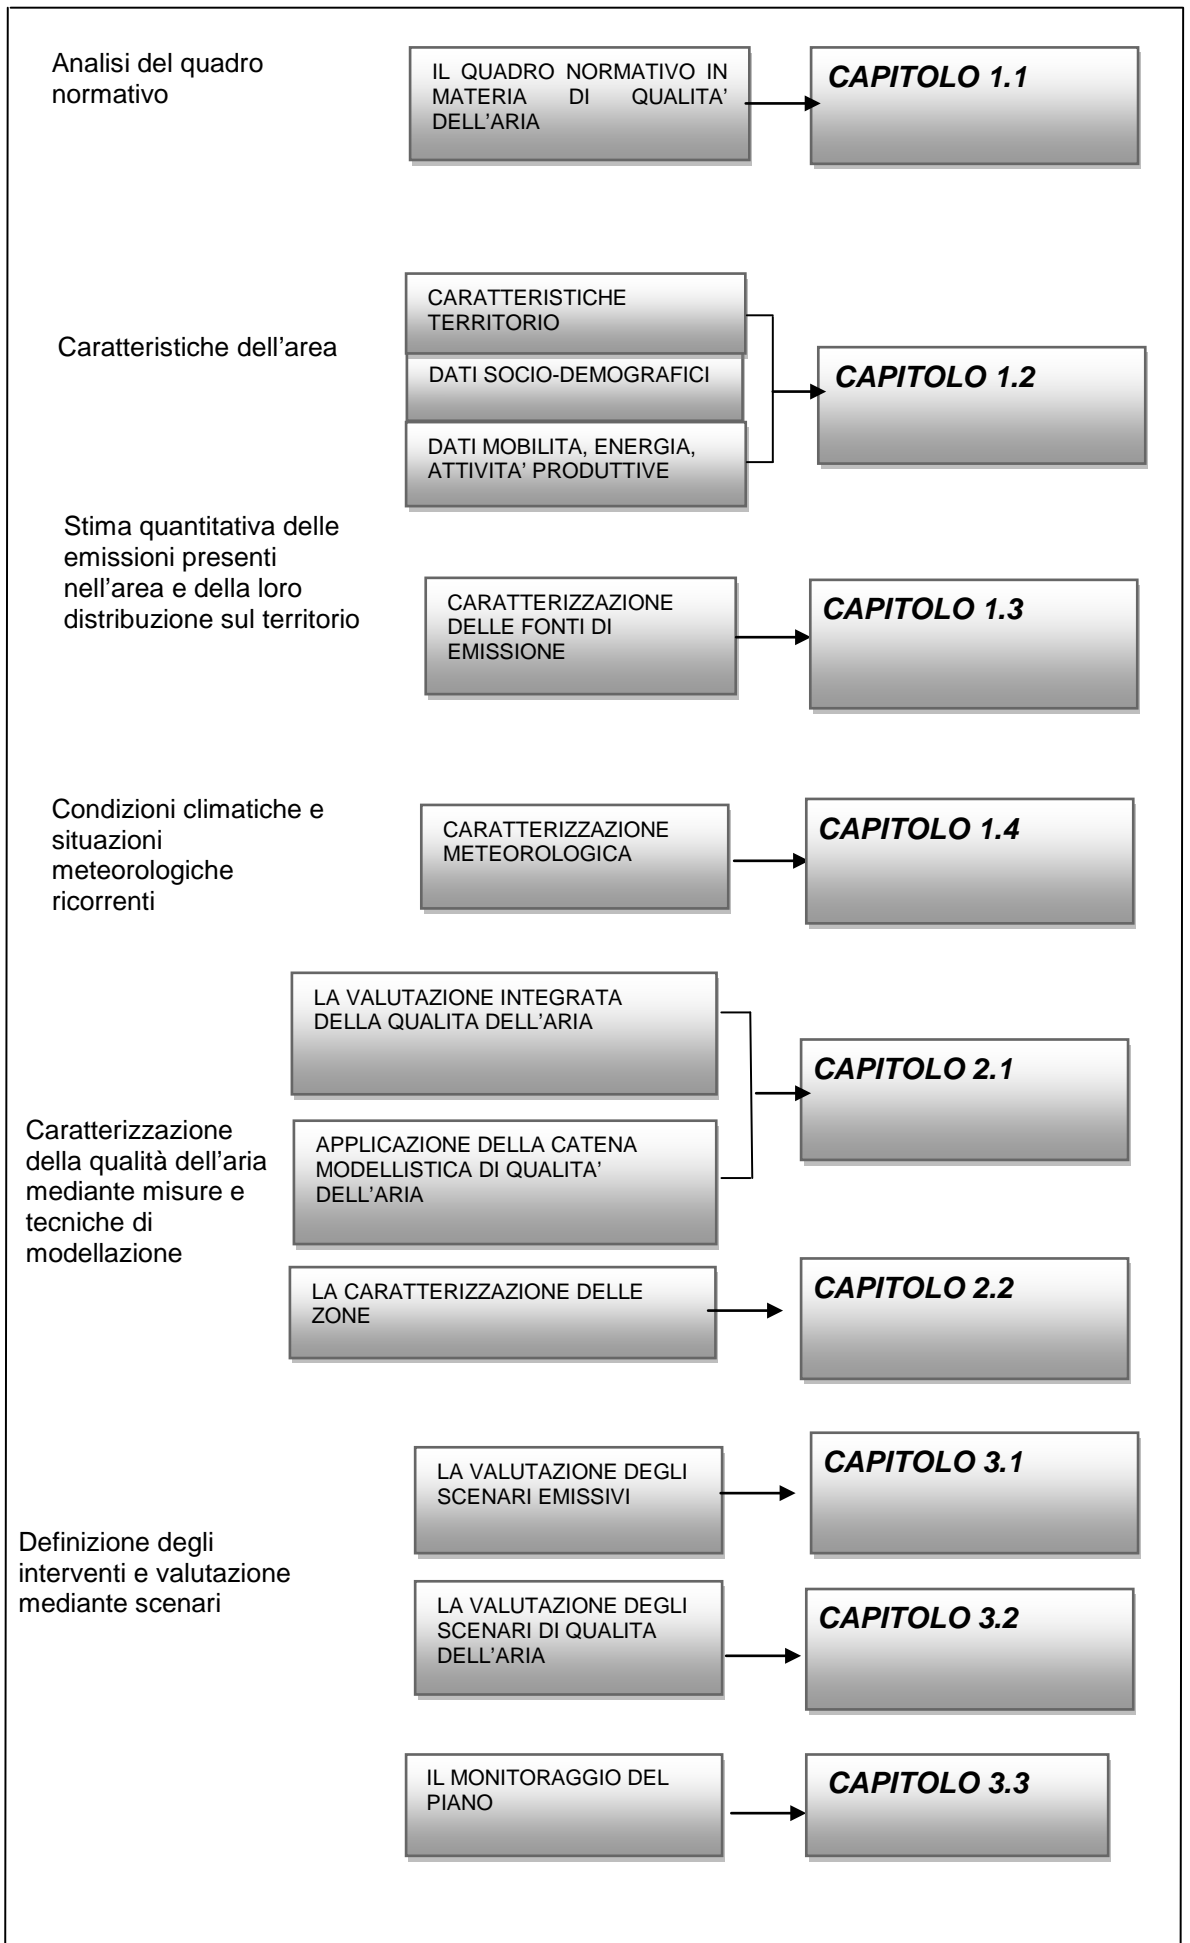 Analisi del quadro
normativo
IL QUADRO NORMATIVO IN
MATERIA DI QUALITA’
DELL’ARIA
CAPITOLO 1.1
Caratteristiche dell’area
CARATTERISTICHE
TERRITORIO
DATI SOCIO-DEMOGRAFICI
DATI MOBILITA, ENERGIA,
ATTIVITA’ PRODUTTIVE
CAPITOLO 1.2
Stima quantitativa delle
emissioni presenti
nell’area e della loro
distribuzione sul territorio
CARATTERIZZAZIONE
DELLE FONTI DI
EMISSIONE
CAPITOLO 1.3
Condizioni climatiche e
situazioni
meteorologiche
ricorrenti
CARATTERIZZAZIONE
METEOROLOGICA
CAPITOLO 1.4
Caratterizzazione
della qualità dell’aria
mediante misure e
tecniche di
modellazione
LA VALUTAZIONE INTEGRATA
DELLA QUALITA DELL’ARIA
APPLICAZIONE DELLA CATENA
MODELLISTICA DI QUALITA’
DELL’ARIA
CAPITOLO 2.1
LA CARATTERIZZAZIONE DELLE
ZONE
CAPITOLO 2.2
Definizione degli
interventi e valutazione
mediante scenari
LA VALUTAZIONE DEGLI
SCENARI EMISSIVI
CAPITOLO 3.1
LA VALUTAZIONE DEGLI
SCENARI DI QUALITA
DELL’ARIA
CAPITOLO 3.2
IL MONITORAGGIO DEL
PIANO
CAPITOLO 3.3